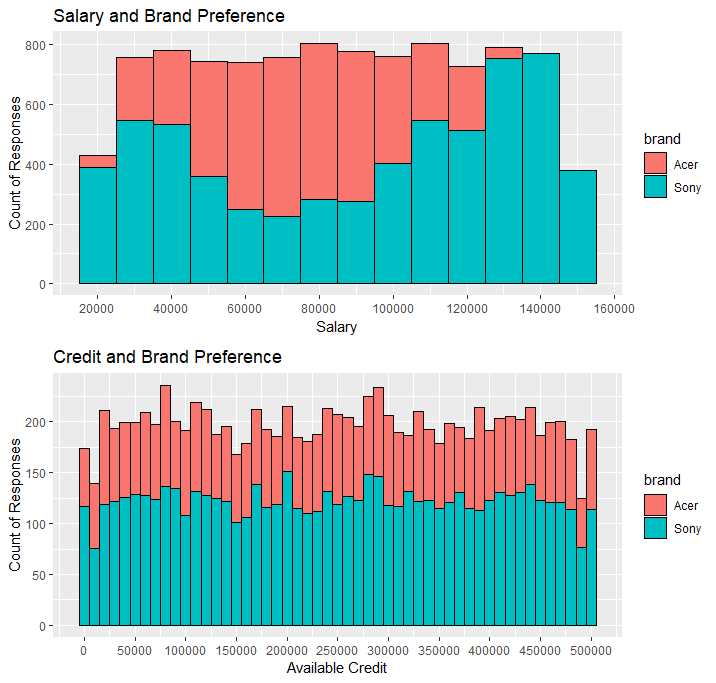 Salary and Brand Preference
800
600
400
200
0
Count of Responses
20000 40000 60000 80000 100000 120000 140000 160000
Salary
brand
Acer
Sony
Credit and Brand Preference
200
150
100
50
0
Count of Responses
0 50000 100000 150000 200000 250000 300000 350000 400000 450000 500000
Available Credit
brand
Acer
Sony